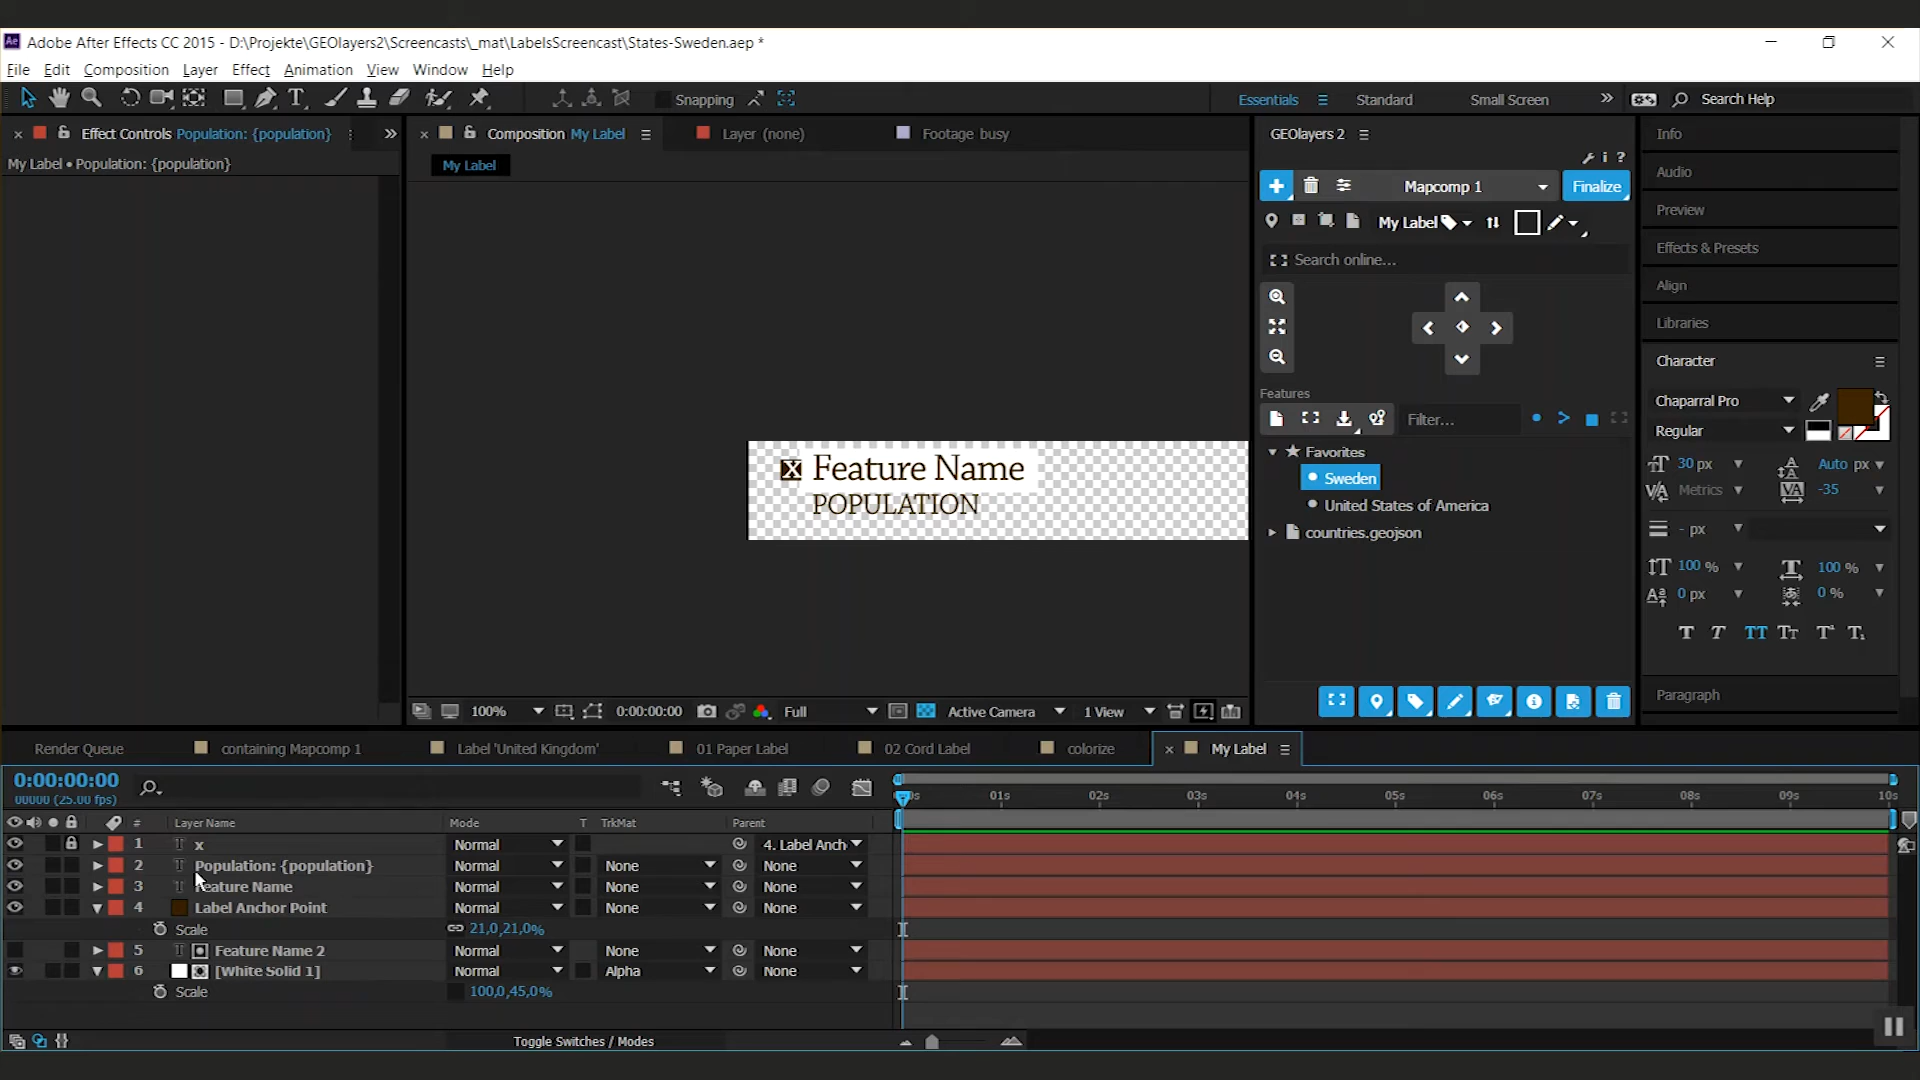 Adobe After Effects CC 2015 - D:\Projekte\GEOlayers2\Screencasts\_mat\LabelsScreencast\States-Sweden.aep *
File Edit Composition Layer Effect Animation View Window Help
Snapping Essentials Standard Small Screen Search Help
Effect Controls Population: {population} Composition My Label Layer (none) Footage busy GEOlayers 2 Info
My Label • Population: {population} My Label
Audio
Mapcomp 1 Finalize
Preview
My Label
Effects & Presets
Search online...
Align
Libraries
Character
Features
Chaparral Pro
Filter...
Regular
Favorites
Sweden
United States of America
countries.geojson
30 px Auto px
Metrics -35
- px
100 % 100 %
0 px 0 %
T T TT Tт T T
Paragraph
X Feature Name
POPULATION
100% 0:00:00:00 Full Active Camera 1 View
Render Queue containing Mapcomp 1 Label 'United Kingdom' 01 Paper Label 02 Cord Label colorize My Label
0:00:00:00
00000 (25.00 fps)
01s 02s 03s 04s 05s 06s 07s 08s 09s 10s
# Layer Name Mode T TrkMat Parent
1 x Normal 4. Label Anch
2 Population: {population} Normal None None
3 Feature Name Normal None None
4 Label Anchor Point Normal None None
Scale 21,0,21,0%
5 Feature Name 2 Normal None None
6 [White Solid 1] Normal Alpha None
Scale 100,0,45,0%
Toggle Switches / Modes